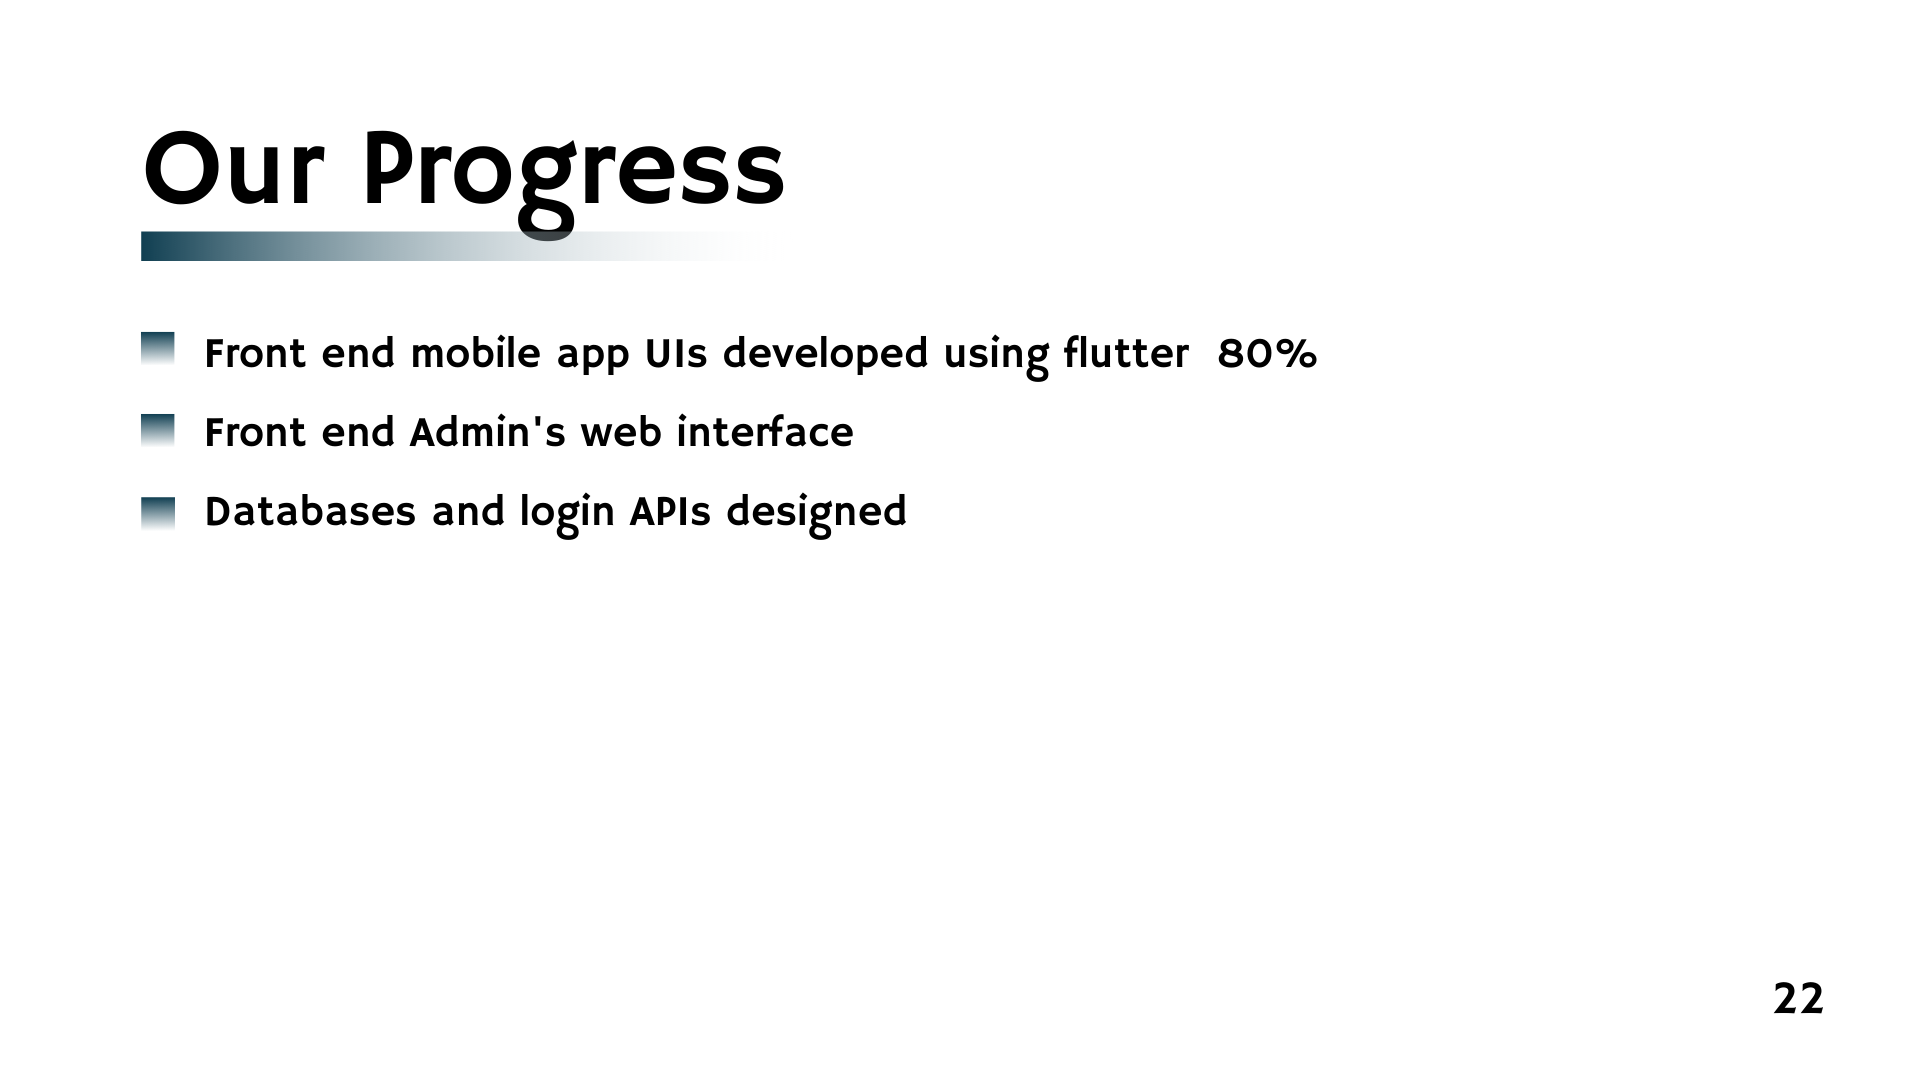 Our Progress
Front end mobile app UIs developed using flutter  80%
Front end Admin's web interface
Databases and login APIs designed
22